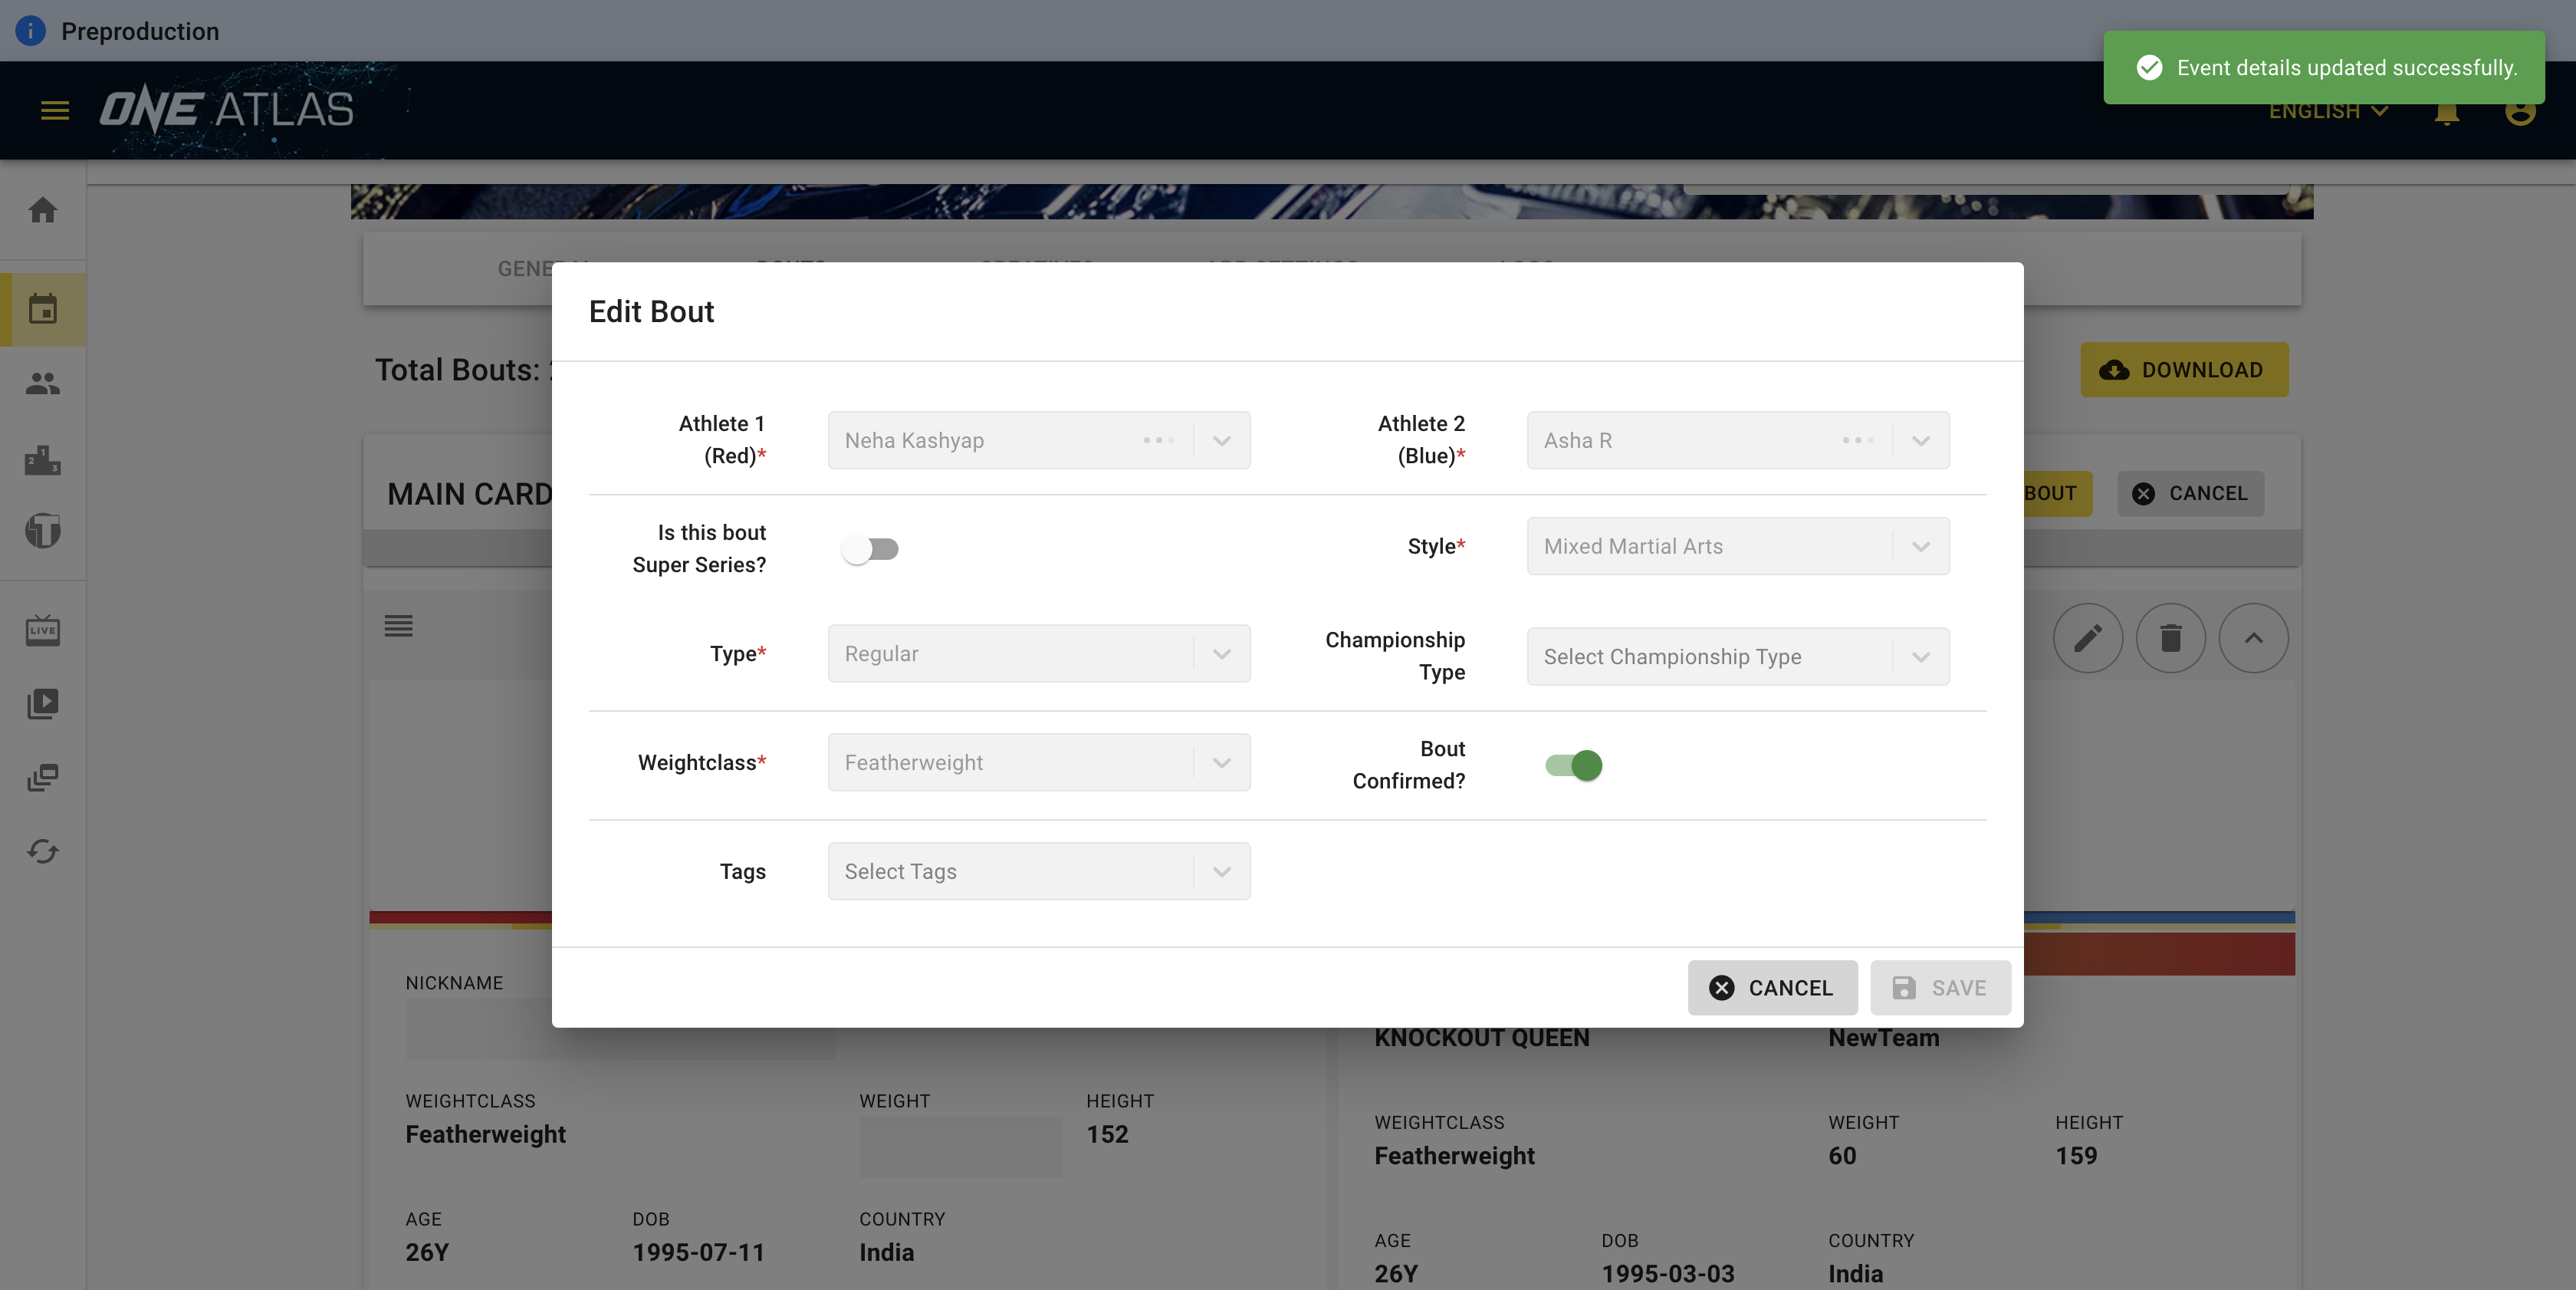 Preproduction
Event details updated successfully.
ONE ATLAS
ENGLISH
Total Bouts:
DOWNLOAD
MAIN CARD
BOUT
CANCEL
Edit Bout
Athlete 1
(Red)*
Neha Kashyap
Athlete 2
(Blue)*
Asha R
Is this bout
Super Series?
Style*
Mixed Martial Arts
Type*
Regular
Championship
Type
Select Championship Type
Weightclass*
Featherweight
Bout
Confirmed?
Tags
Select Tags
CANCEL
SAVE
LIVE
NICKNAME
KNOCKOUT QUEEN
NewTeam
WEIGHTCLASS
Featherweight
WEIGHT
HEIGHT
152
WEIGHTCLASS
Featherweight
WEIGHT
60
HEIGHT
159
AGE
26Y
DOB
1995-07-11
COUNTRY
India
AGE
26Y
DOB
1995-03-03
COUNTRY
India